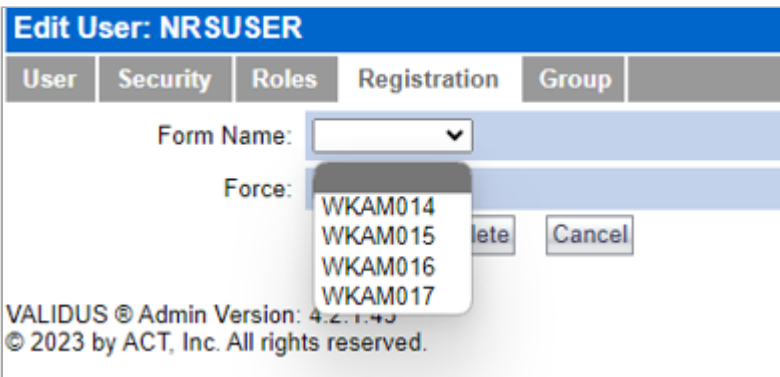 Edit User: NRSUSER
User Security Roles Registration Group
Form Name:
Force:
WKAM014
WKAM015
WKAM016
WKAM017
Cancel
VALIDUS ® Admin Version:
© 2023 by ACT, Inc. All rights reserved.